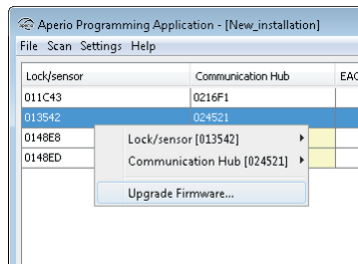 Aperio Programming Application - [New_installation]
File Scan Settings Help
Lock/sensor Communication Hub EAC
011C43 0216F1
013542 024521
0148E8
0148ED
Lock/sensor [013542]
Communication Hub [024521]
Upgrade Firmware...